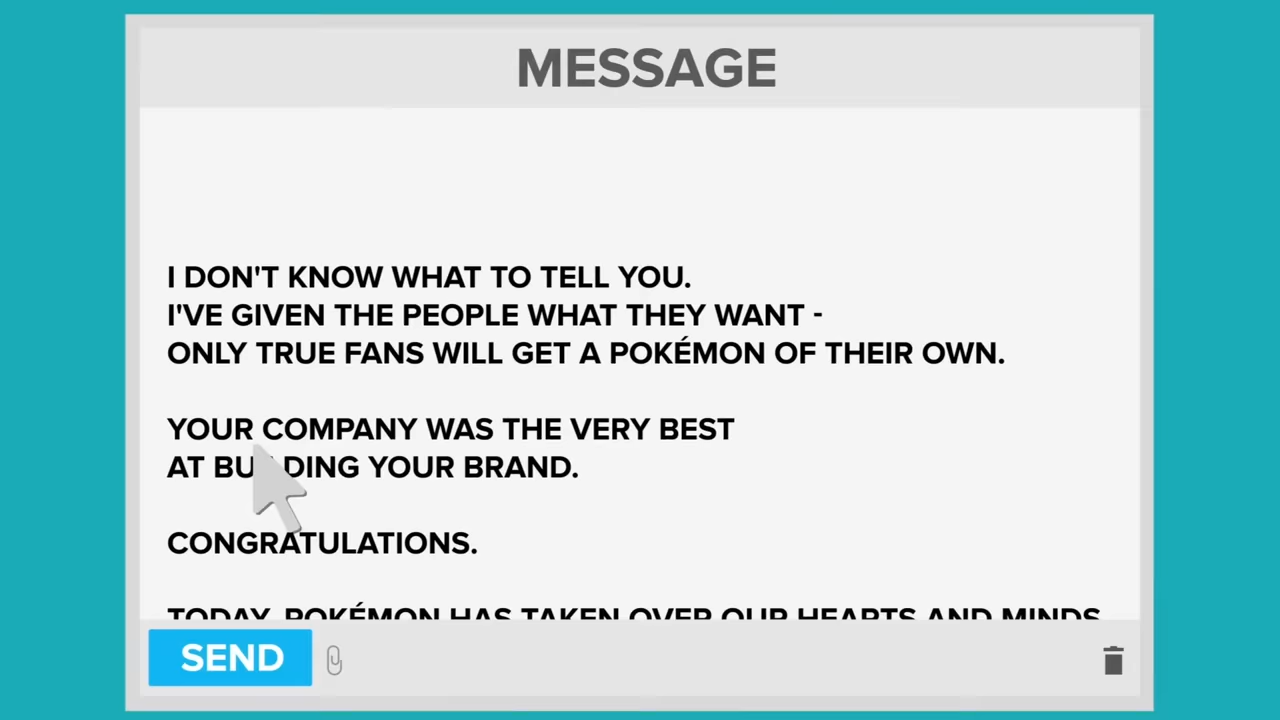 MESSAGE
I DON'T KNOW WHAT TO TELL YOU.
I'VE GIVEN THE PEOPLE WHAT THEY WANT -
ONLY TRUE FANS WILL GET A POKÉMON OF THEIR OWN.
YOUR COMPANY WAS THE VERY BEST
AT BUILDING YOUR BRAND.
CONGRATULATIONS.
TODAY, POKÉMON HAS TAKEN OVER OUR HEARTS AND MINDS
SEND